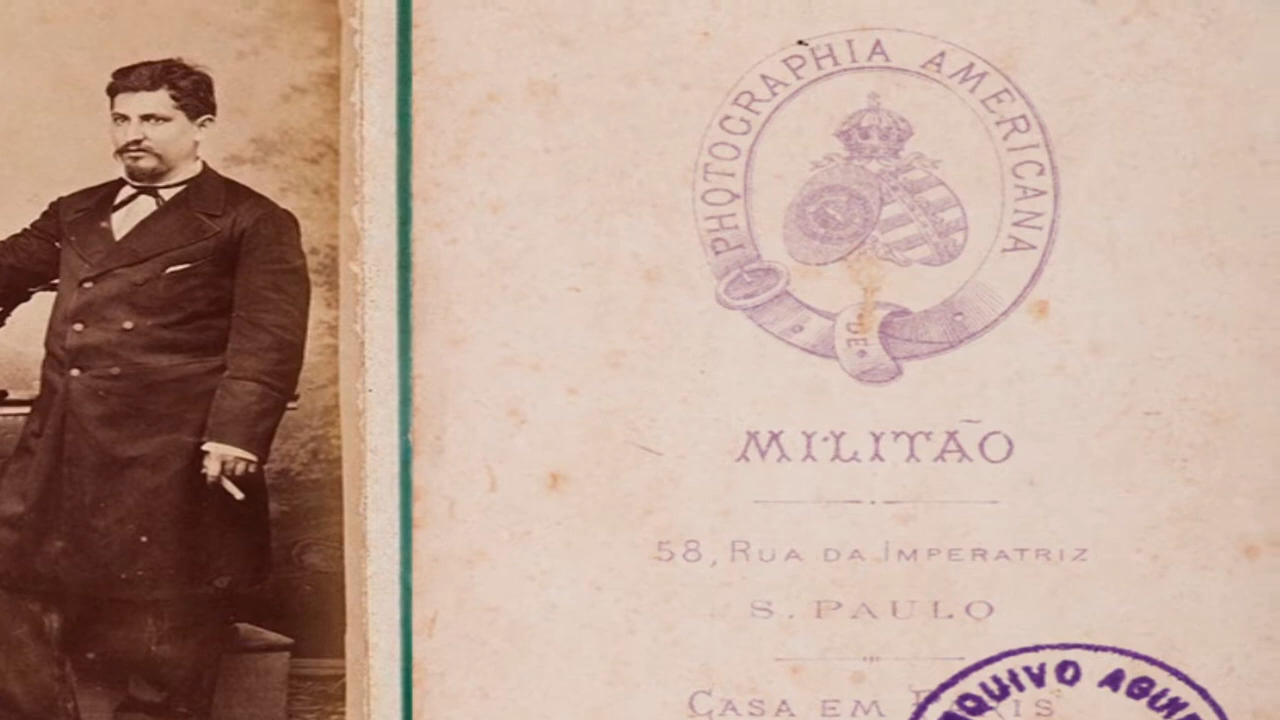 PHOTOGRAPHIA AMERICANA
DE
MILITÃO
58, RUA DA IMPERATRIZ
S. PAULO
CASA EM